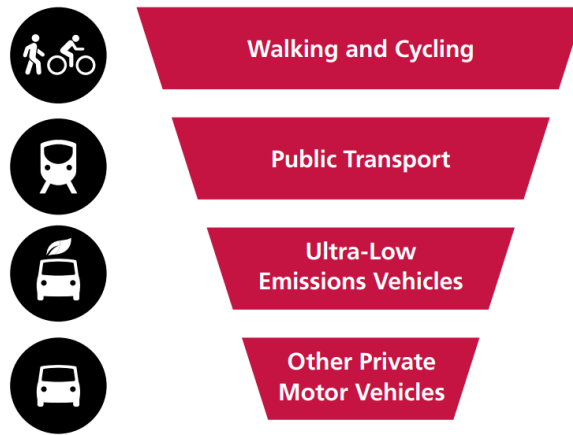 Walking and Cycling
Public Transport
Ultra-Low
Emissions Vehicles
Other Private
Motor Vehicles